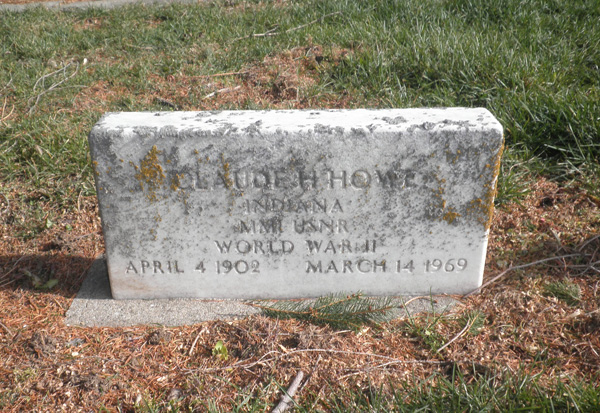 CLAUDE H HOWE
INDIANA
MM1 USNR
WORLD WAR II
APRIL 4 1902 MARCH 14 1969